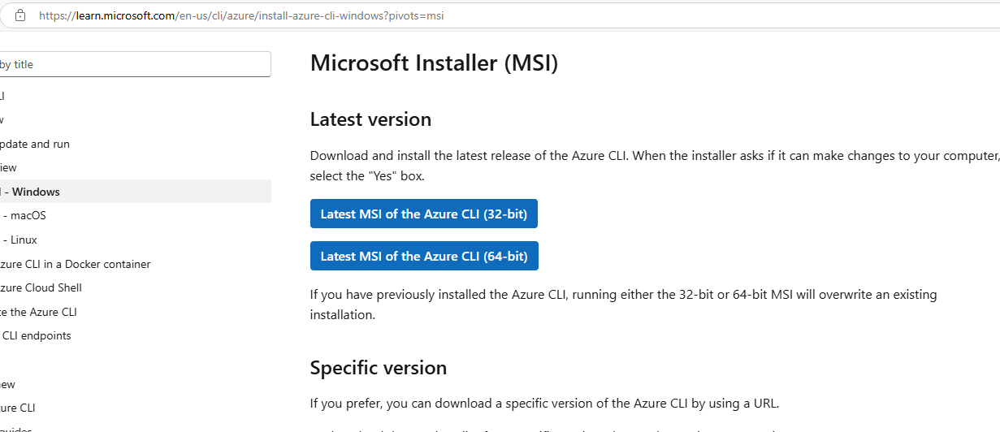 https://learn.microsoft.com/en-us/cli/azure/install-azure-cli-windows?pivots=msi
by title
Microsoft Installer (MSI)
Latest version
Download and install the latest release of the Azure CLI. When the installer asks if it can make changes to your computer,
select the "Yes" box.
Latest MSI of the Azure CLI (32-bit)
Latest MSI of the Azure CLI (64-bit)
If you have previously installed the Azure CLI, running either the 32-bit or 64-bit MSI will overwrite an existing
installation.
Specific version
If you prefer, you can download a specific version of the Azure CLI by using a URL.
LI
w
pdate and run
iew
l - Windows
- macOS
- Linux
zure CLI in a Docker container
zure Cloud Shell
te the Azure CLI
CLI endpoints
ew
ure CLI